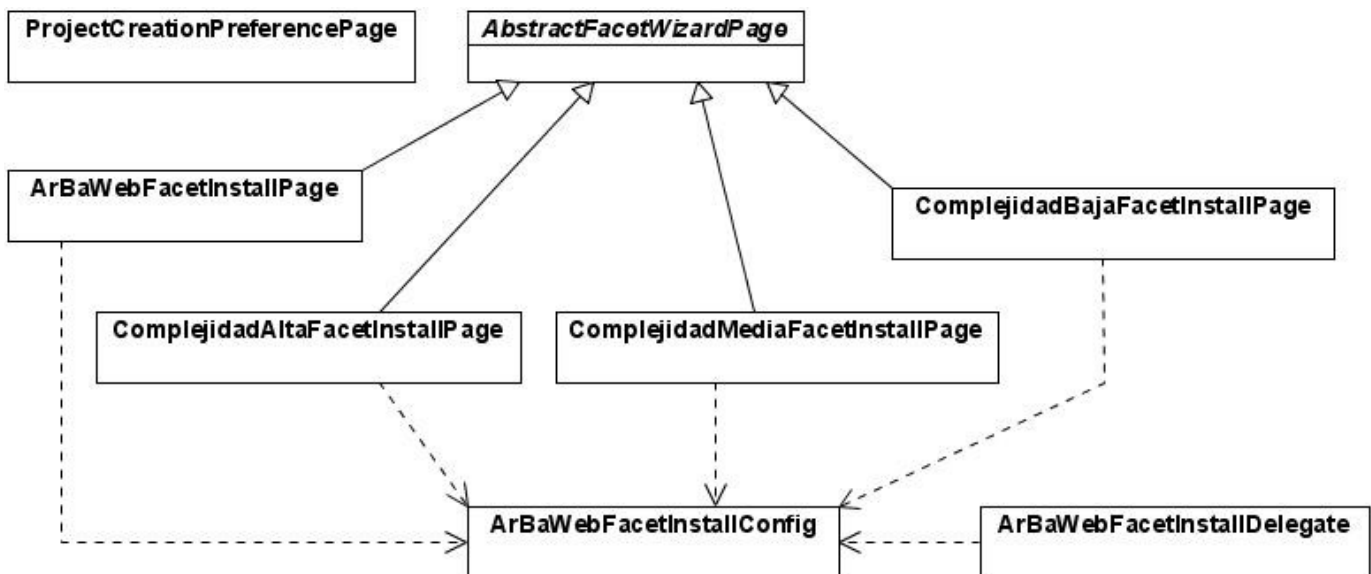 ProjectCreationPreferencePage
AbstractFacetWizardPage
ArBaWebFacetInstallPage
ComplejidadBajaFacetInstallPage
ComplejidadAltaFacetInstallPage
ComplejidadMediaFacetInstallPage
ArBaWebFacetInstallConfig
ArBaWebFacetInstallDelegate